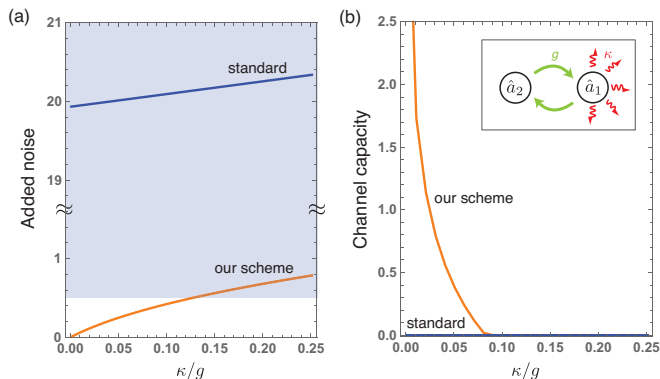 (a)
21
20
19
1
0
Added noise
standard
our scheme
0.00 0.05 0.10 0.15 0.20 0.25
κ/g
(b)
2.5
2.0
1.5
1.0
0.5
0.0
Channel capacity
g
κ
â₂
â₁
our scheme
standard
0.00 0.05 0.10 0.15 0.20 0.25
κ/g